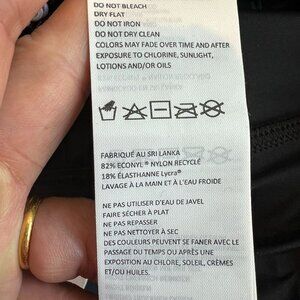 DO NOT BLEACH
DRY FLAT
DO NOT IRON
DO NOT DRY CLEAN
COLORS MAY FADE OVER TIME AND AFTER
EXPOSURE TO CHLORINE, SUNLIGHT,
LOTIONS AND/OR OILS
FABRIQUÉ AU SRI LANKA
82% ECONYL® NYLON RECYCLÉ
18% ÉLASTHANNE Lycra®
LAVAGE À LA MAIN ET À L'EAU FROIDE
NE PAS UTILISER D'EAU DE JAVEL
FAIRE SÉCHER À PLAT
NE PAS REPASSER
NE PAS NETTOYER À SEC
DES COULEURS PEUVENT SE FANER AVEC LE
PASSAGE DU TEMPS OU APRÈS UNE
EXPOSITION AU CHLORE, SOLEIL, CRÈMES
ET/OU HUILES.